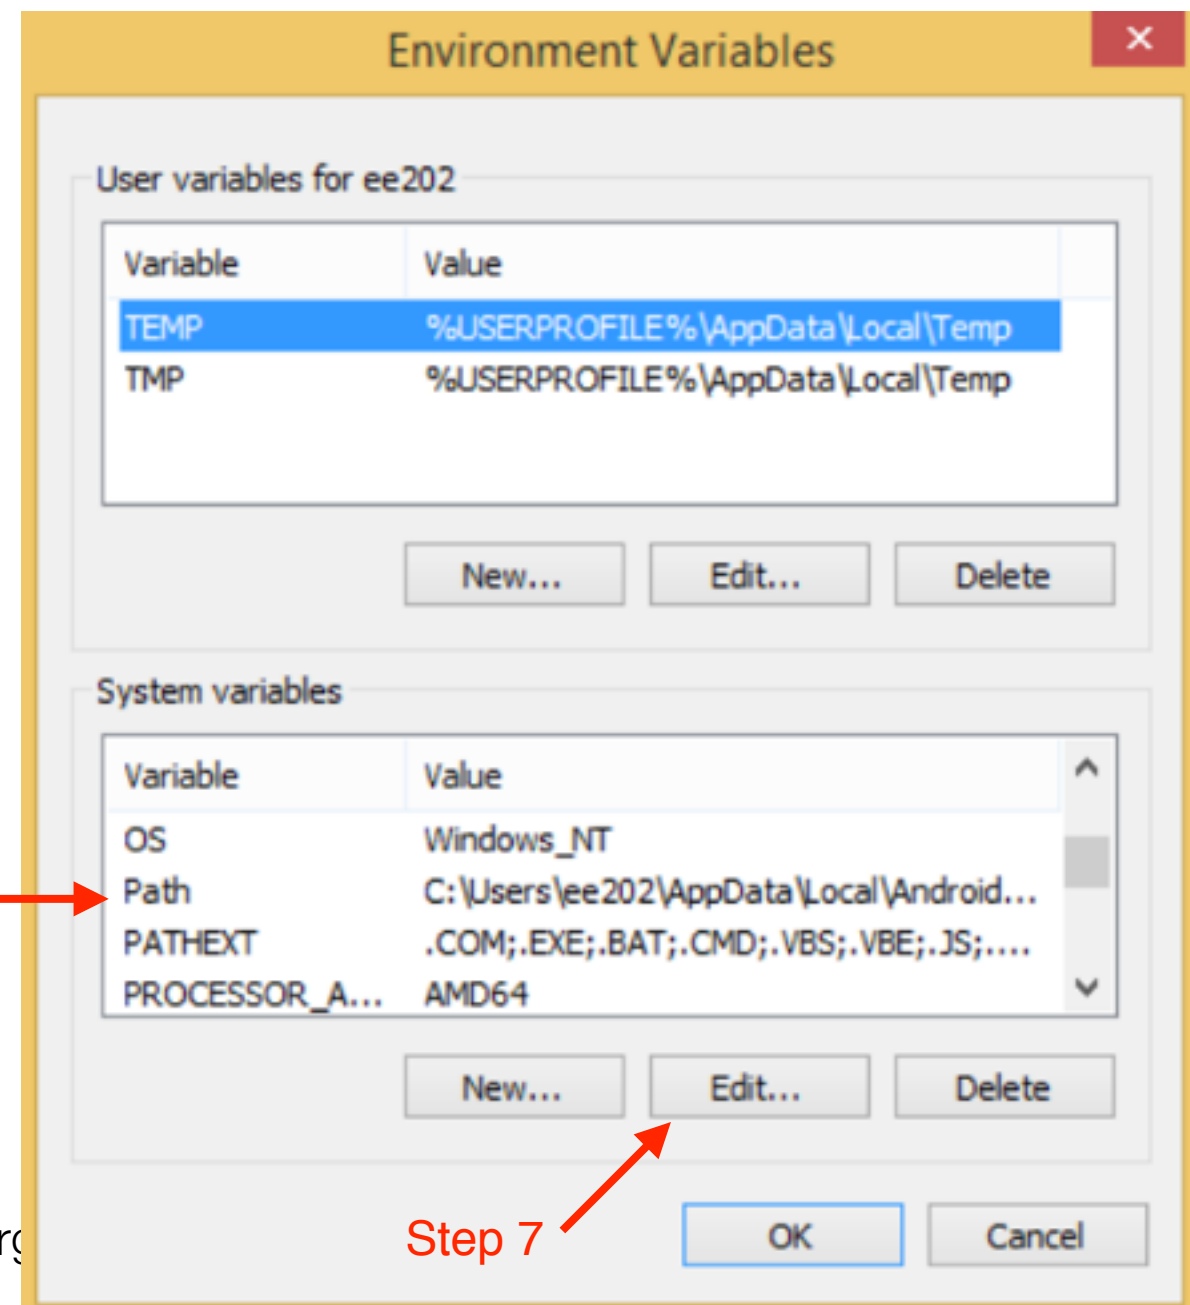 Environment Variables
User variables for ee202
Variable Value
TEMP %USERPROFILE%\AppData\Local\Temp
TMP %USERPROFILE%\AppData\Local\Temp
New... Edit... Delete
System variables
Variable Value
OS Windows_NT
Path C:\Users\ee202\AppData\Local\Android...
PATHEXT .COM;.EXE;.BAT;.CMD;.VBS;.VBE;.JS;....
PROCESSOR_A... AMD64
New... Edit... Delete
Step 7
OK Cancel